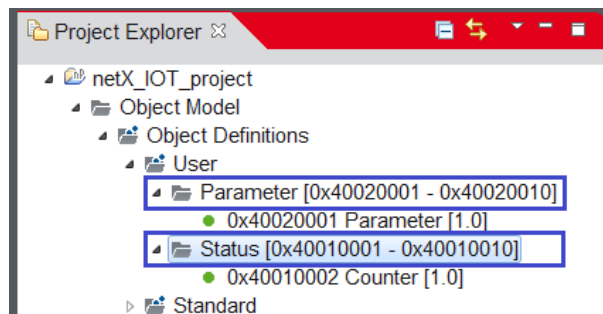 Project Explorer
netX_IOT_project
Object Model
Object Definitions
User
Parameter [0x40020001 - 0x40020010]
0x40020001 Parameter [1.0]
Status [0x40010001 - 0x40010010]
0x40010002 Counter [1.0]
Standard